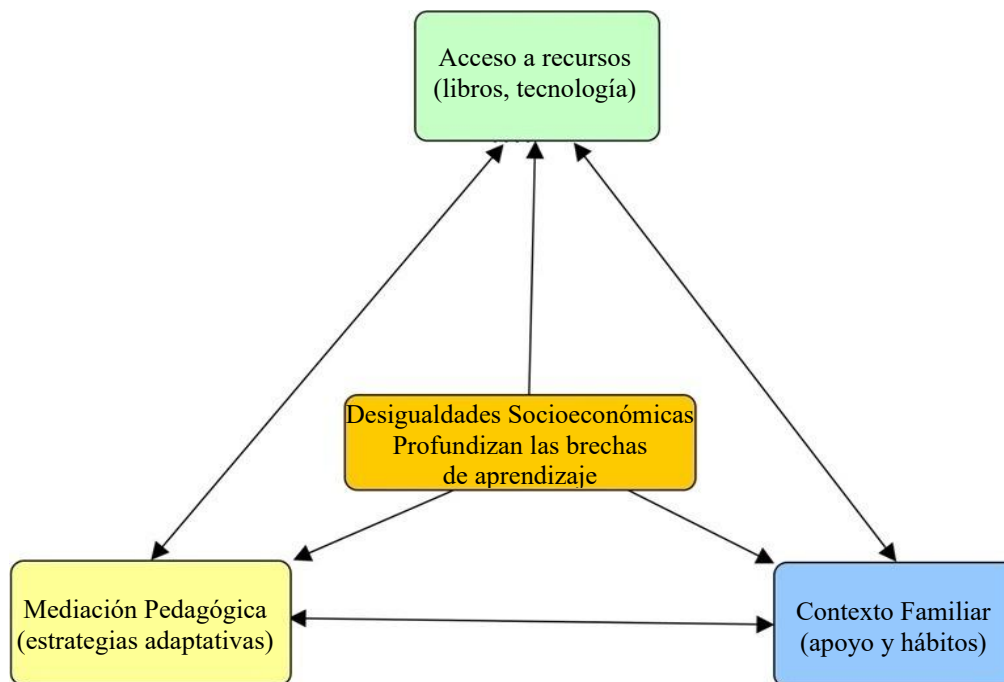 Acceso a recursos
(libros, tecnología)
Desigualdades Socioeconómicas
Profundizan las brechas
de aprendizaje
Mediación Pedagógica
(estrategias adaptativas)
Contexto Familiar
(apoyo y hábitos)